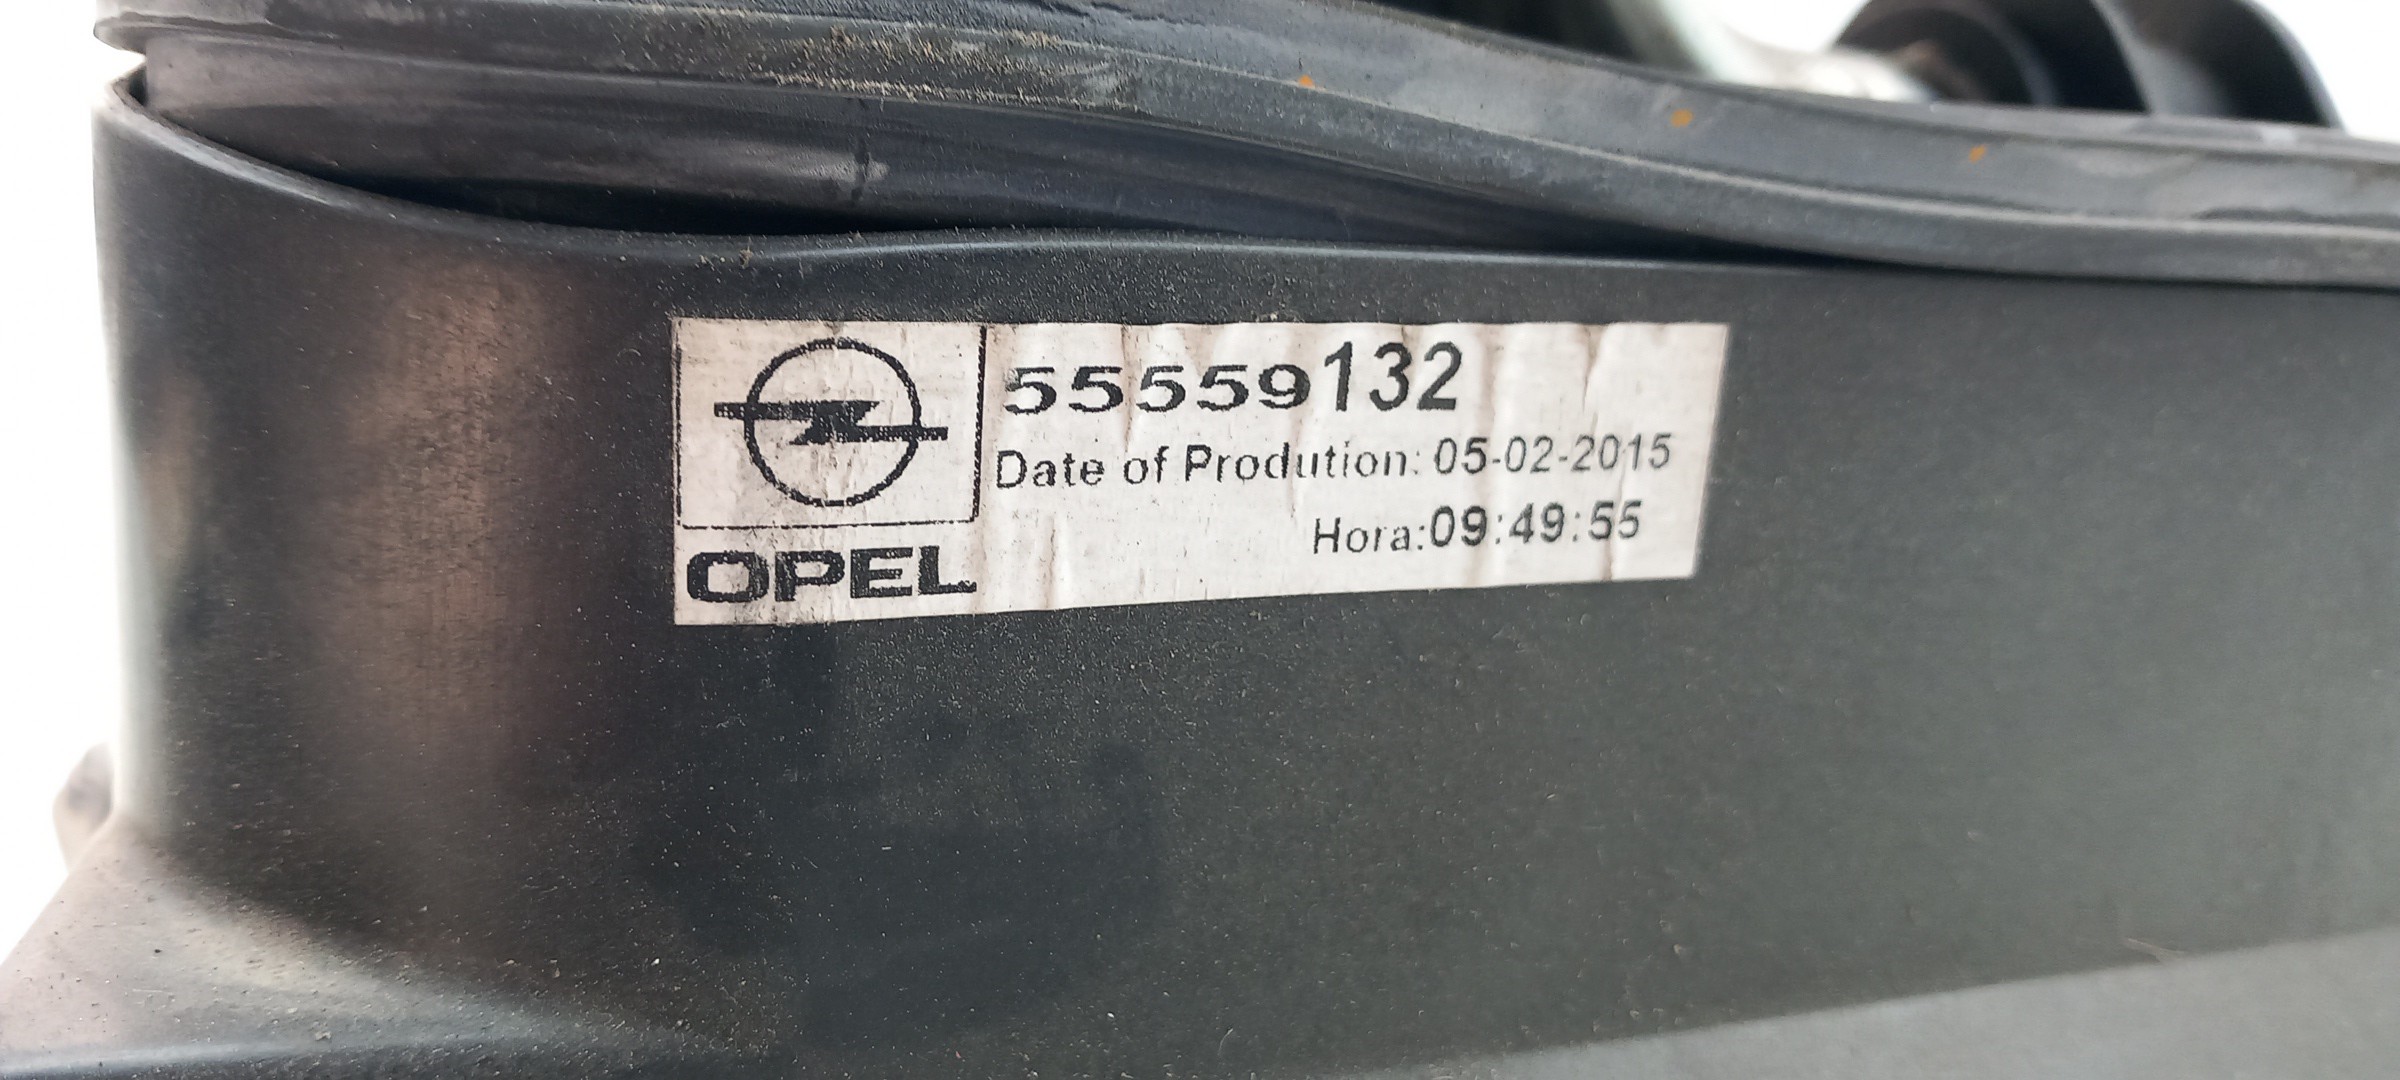 55559132
Date of Prodution: 05-02-2015
Hora:09:49:55
OPEL